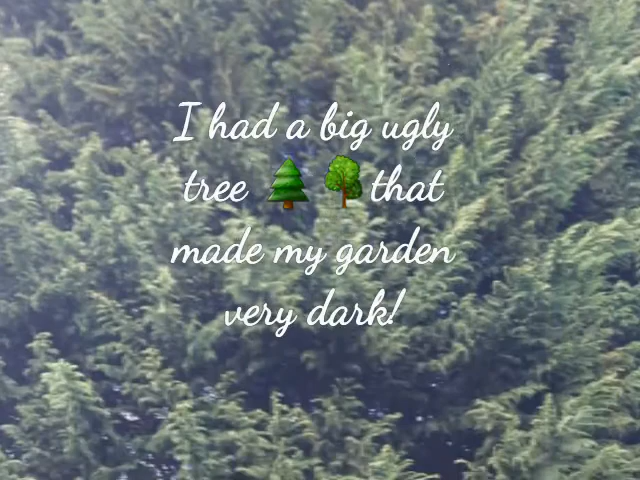 I had a big ugly
tree 🌲🌳that
made my garden
very dark!